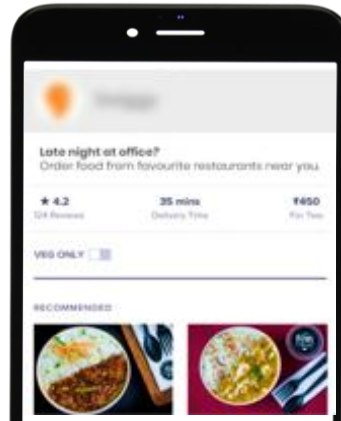 Late night at office?
Order food from favourite restaurants near you
★ 4.2 35 mins ₹450
124 Reviews Delivery Time For Two
VEG ONLY
RECOMMENDED